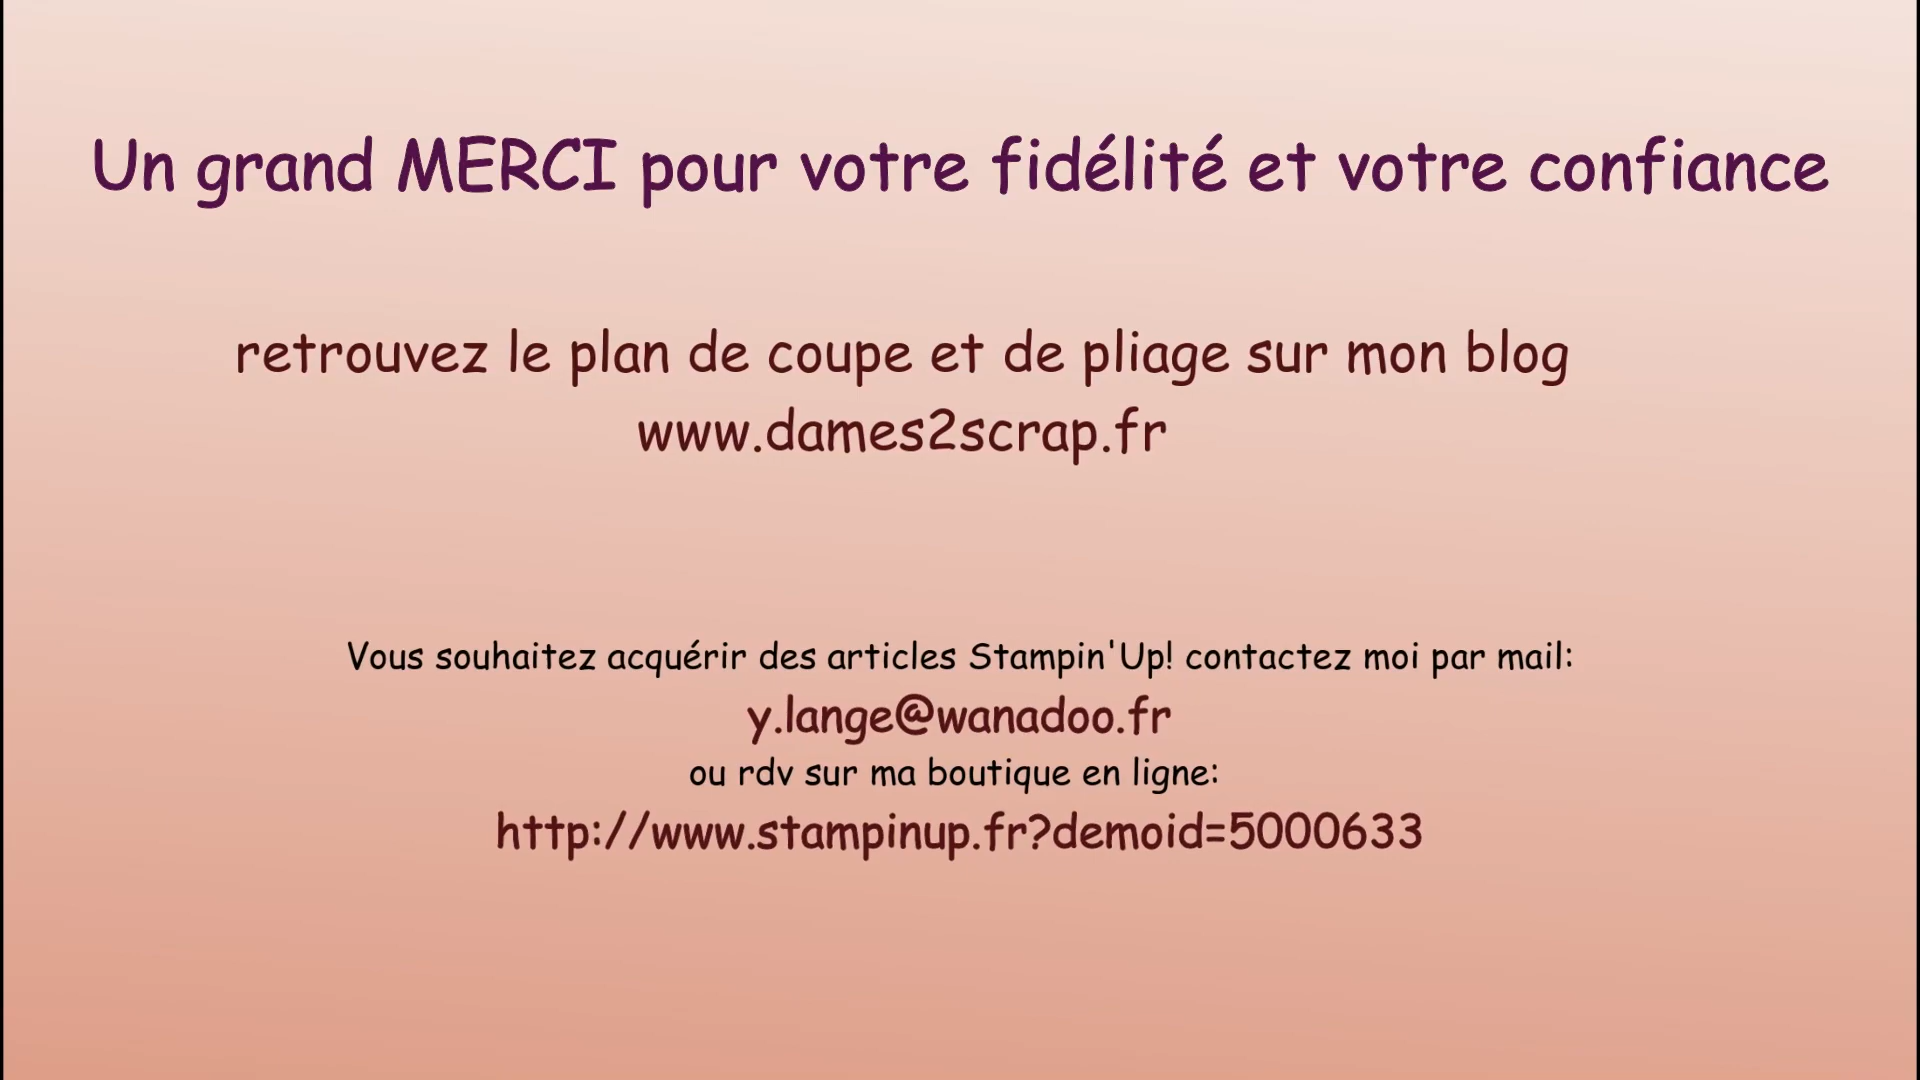 Un grand MERCI pour votre fidélité et votre confiance
retrouvez le plan de coupe et de pliage sur mon blog
www.dames2scrap.fr
Vous souhaitez acquérir des articles Stampin'Up! contactez moi par mail:
y.lange@wanadoo.fr
ou rdv sur ma boutique en ligne:
http://www.stampinup.fr?demoid=5000633